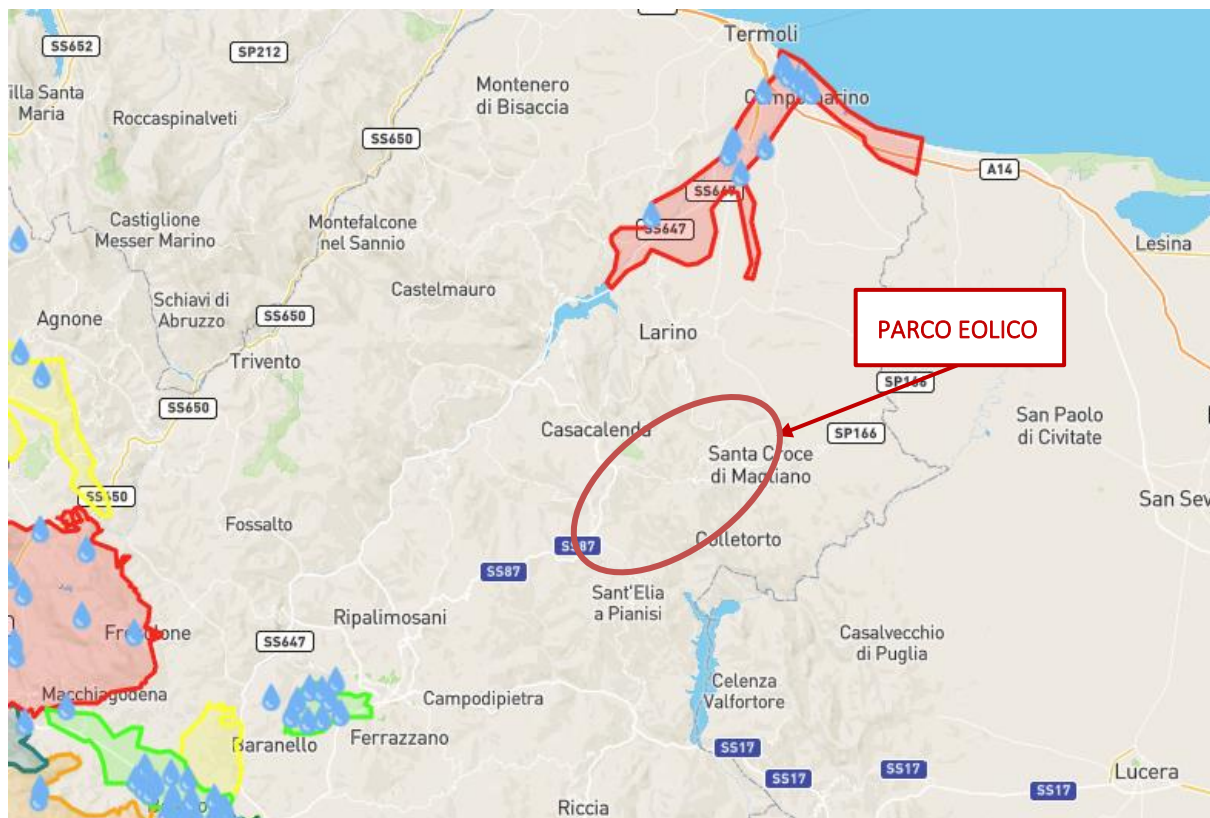 Termoli
SS652
SP212
Montenero
di Bisaccia
illa Santa
Maria
Roccaspinalveti
Campomarino
SS650
A14
SS647
Castiglione
Messer Marino
Montefalcone
nel Sannio
SS647
Lesina
Castelmauro
Schiavi di
Abruzzo
Agnone
SS650
Larino
PARCO EOLICO
Trivento
SP166
SS650
San Paolo
di Civitate
Casacalenda
SP166
Santa Croce
di Magliano
SS650
San Sev
Fossalto
Colletorto
SS87
SS87
Sant'Elia
a Pianisi
Ripalimosani
Casalvecchio
di Puglia
Frosolone
SS647
Macchiagodena
Campodipietra
Celenza
Valfortore
Baranello
Ferrazzano
SS17
SS17
SS17
SS17
Lucera
Riccia